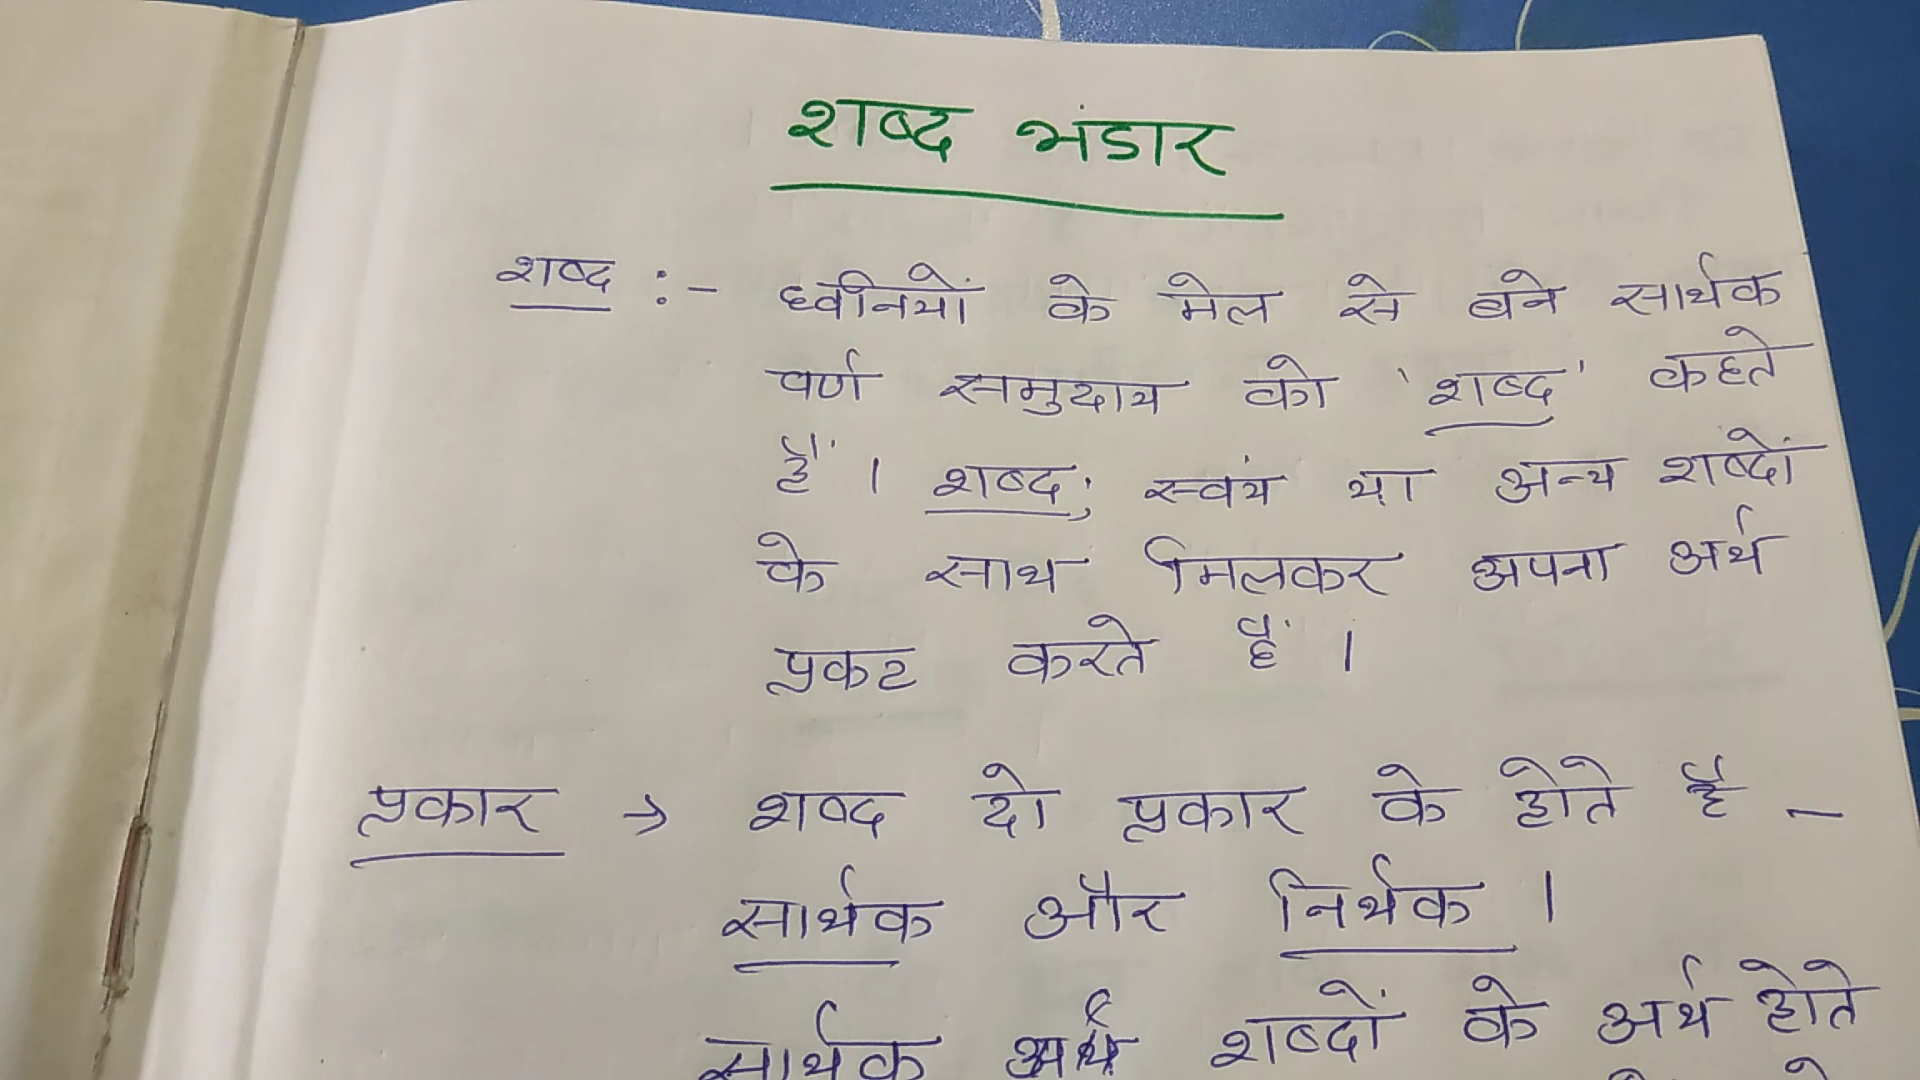 शब्द भंडार
शब्द :- ध्वनियों के मेल से बने सार्थक
वर्ण समुदाय को 'शब्द' कहते
हैं । शब्द; स्वयं या अन्य शब्दों
के साथ मिलकर अपना अर्थ
प्रकट करते हैं ।
प्रकार → शब्द दो प्रकार के होते है –
सार्थक और निर्थक ।
सार्थक शब्दों के अर्थ होते